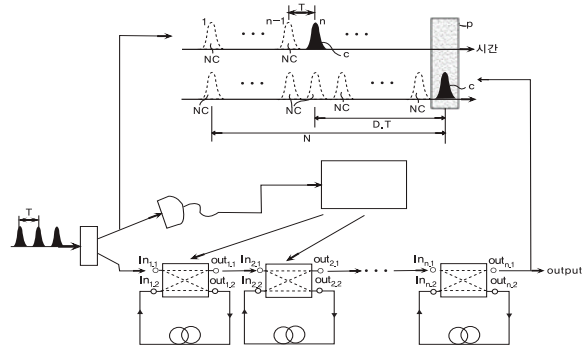 1 n-1 T n p
NC NC c 시간
NC NC NC NC c
D.T
N
T
In1,1 out1,1 In2,1 out2,1 Inn,1 outn,1
output
In1,2 out1,2 In2,2 out2,2 Inn,2 outn,2